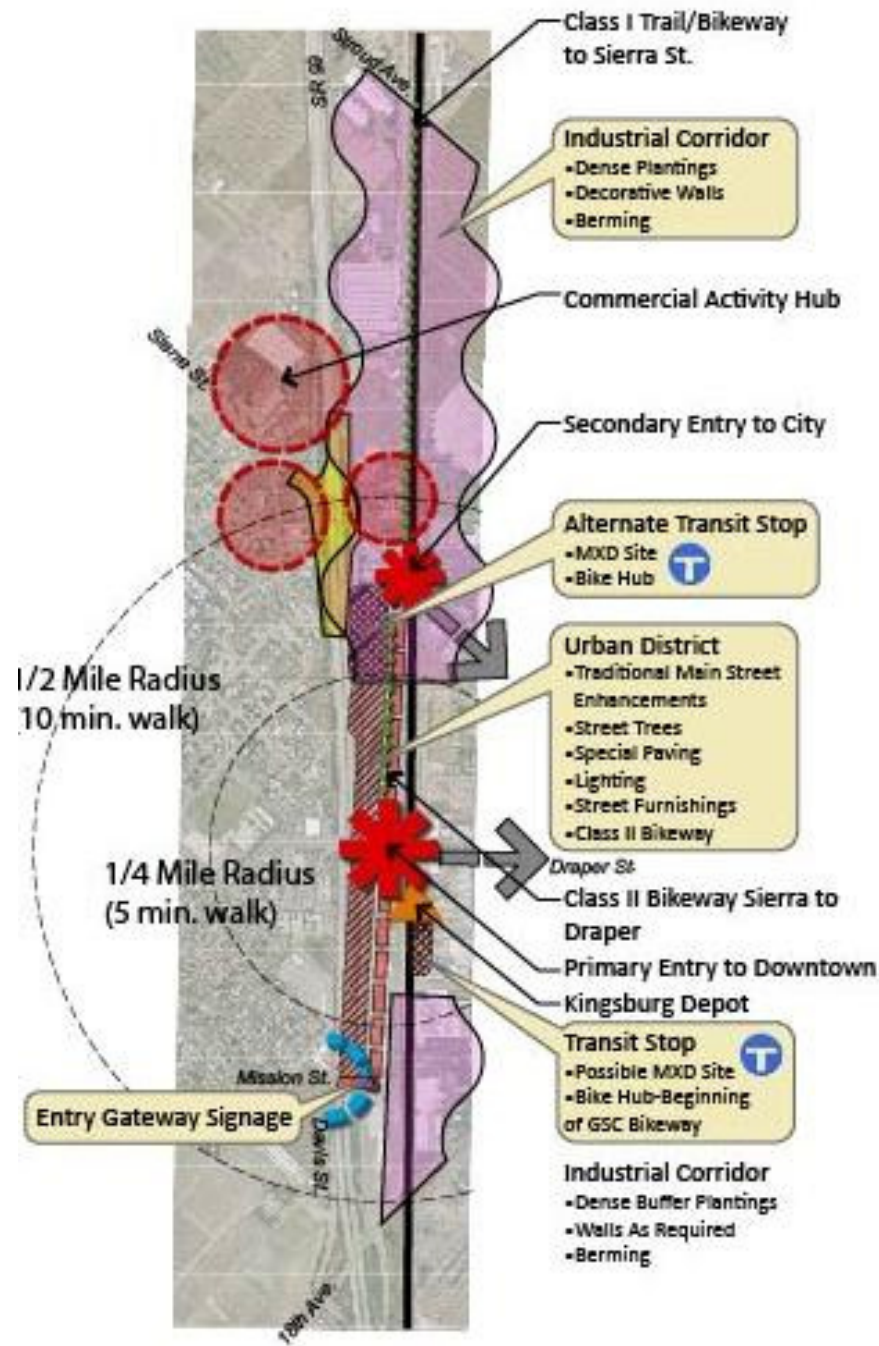 Class I Trail/Bikeway
to Sierra St.
Stroud Ave.
SR 99
Industrial Corridor
▪Dense Plantings
▪Decorative Walls
▪Berming
Commercial Activity Hub
Sierra St.
Secondary Entry to City
Alternate Transit Stop
▪MXD Site
▪Bike Hub
T
Urban District
▪Traditional Main Street
Enhancements
▪Street Trees
▪Special Paving
▪Lighting
▪Street Furnishings
▪Class II Bikeway
1/2 Mile Radius
(10 min. walk)
1/4 Mile Radius
(5 min. walk)
Draper St.
Class II Bikeway Sierra to
Draper
Primary Entry to Downtown
Kingsburg Depot
Transit Stop
▪Possible MXD Site
▪Bike Hub-Beginning
of GSC Bikeway
T
Mission St.
Entry Gateway Signage
Davis St.
Industrial Corridor
▪Dense Buffer Plantings
▪Walls As Required
▪Berming
18th Ave.